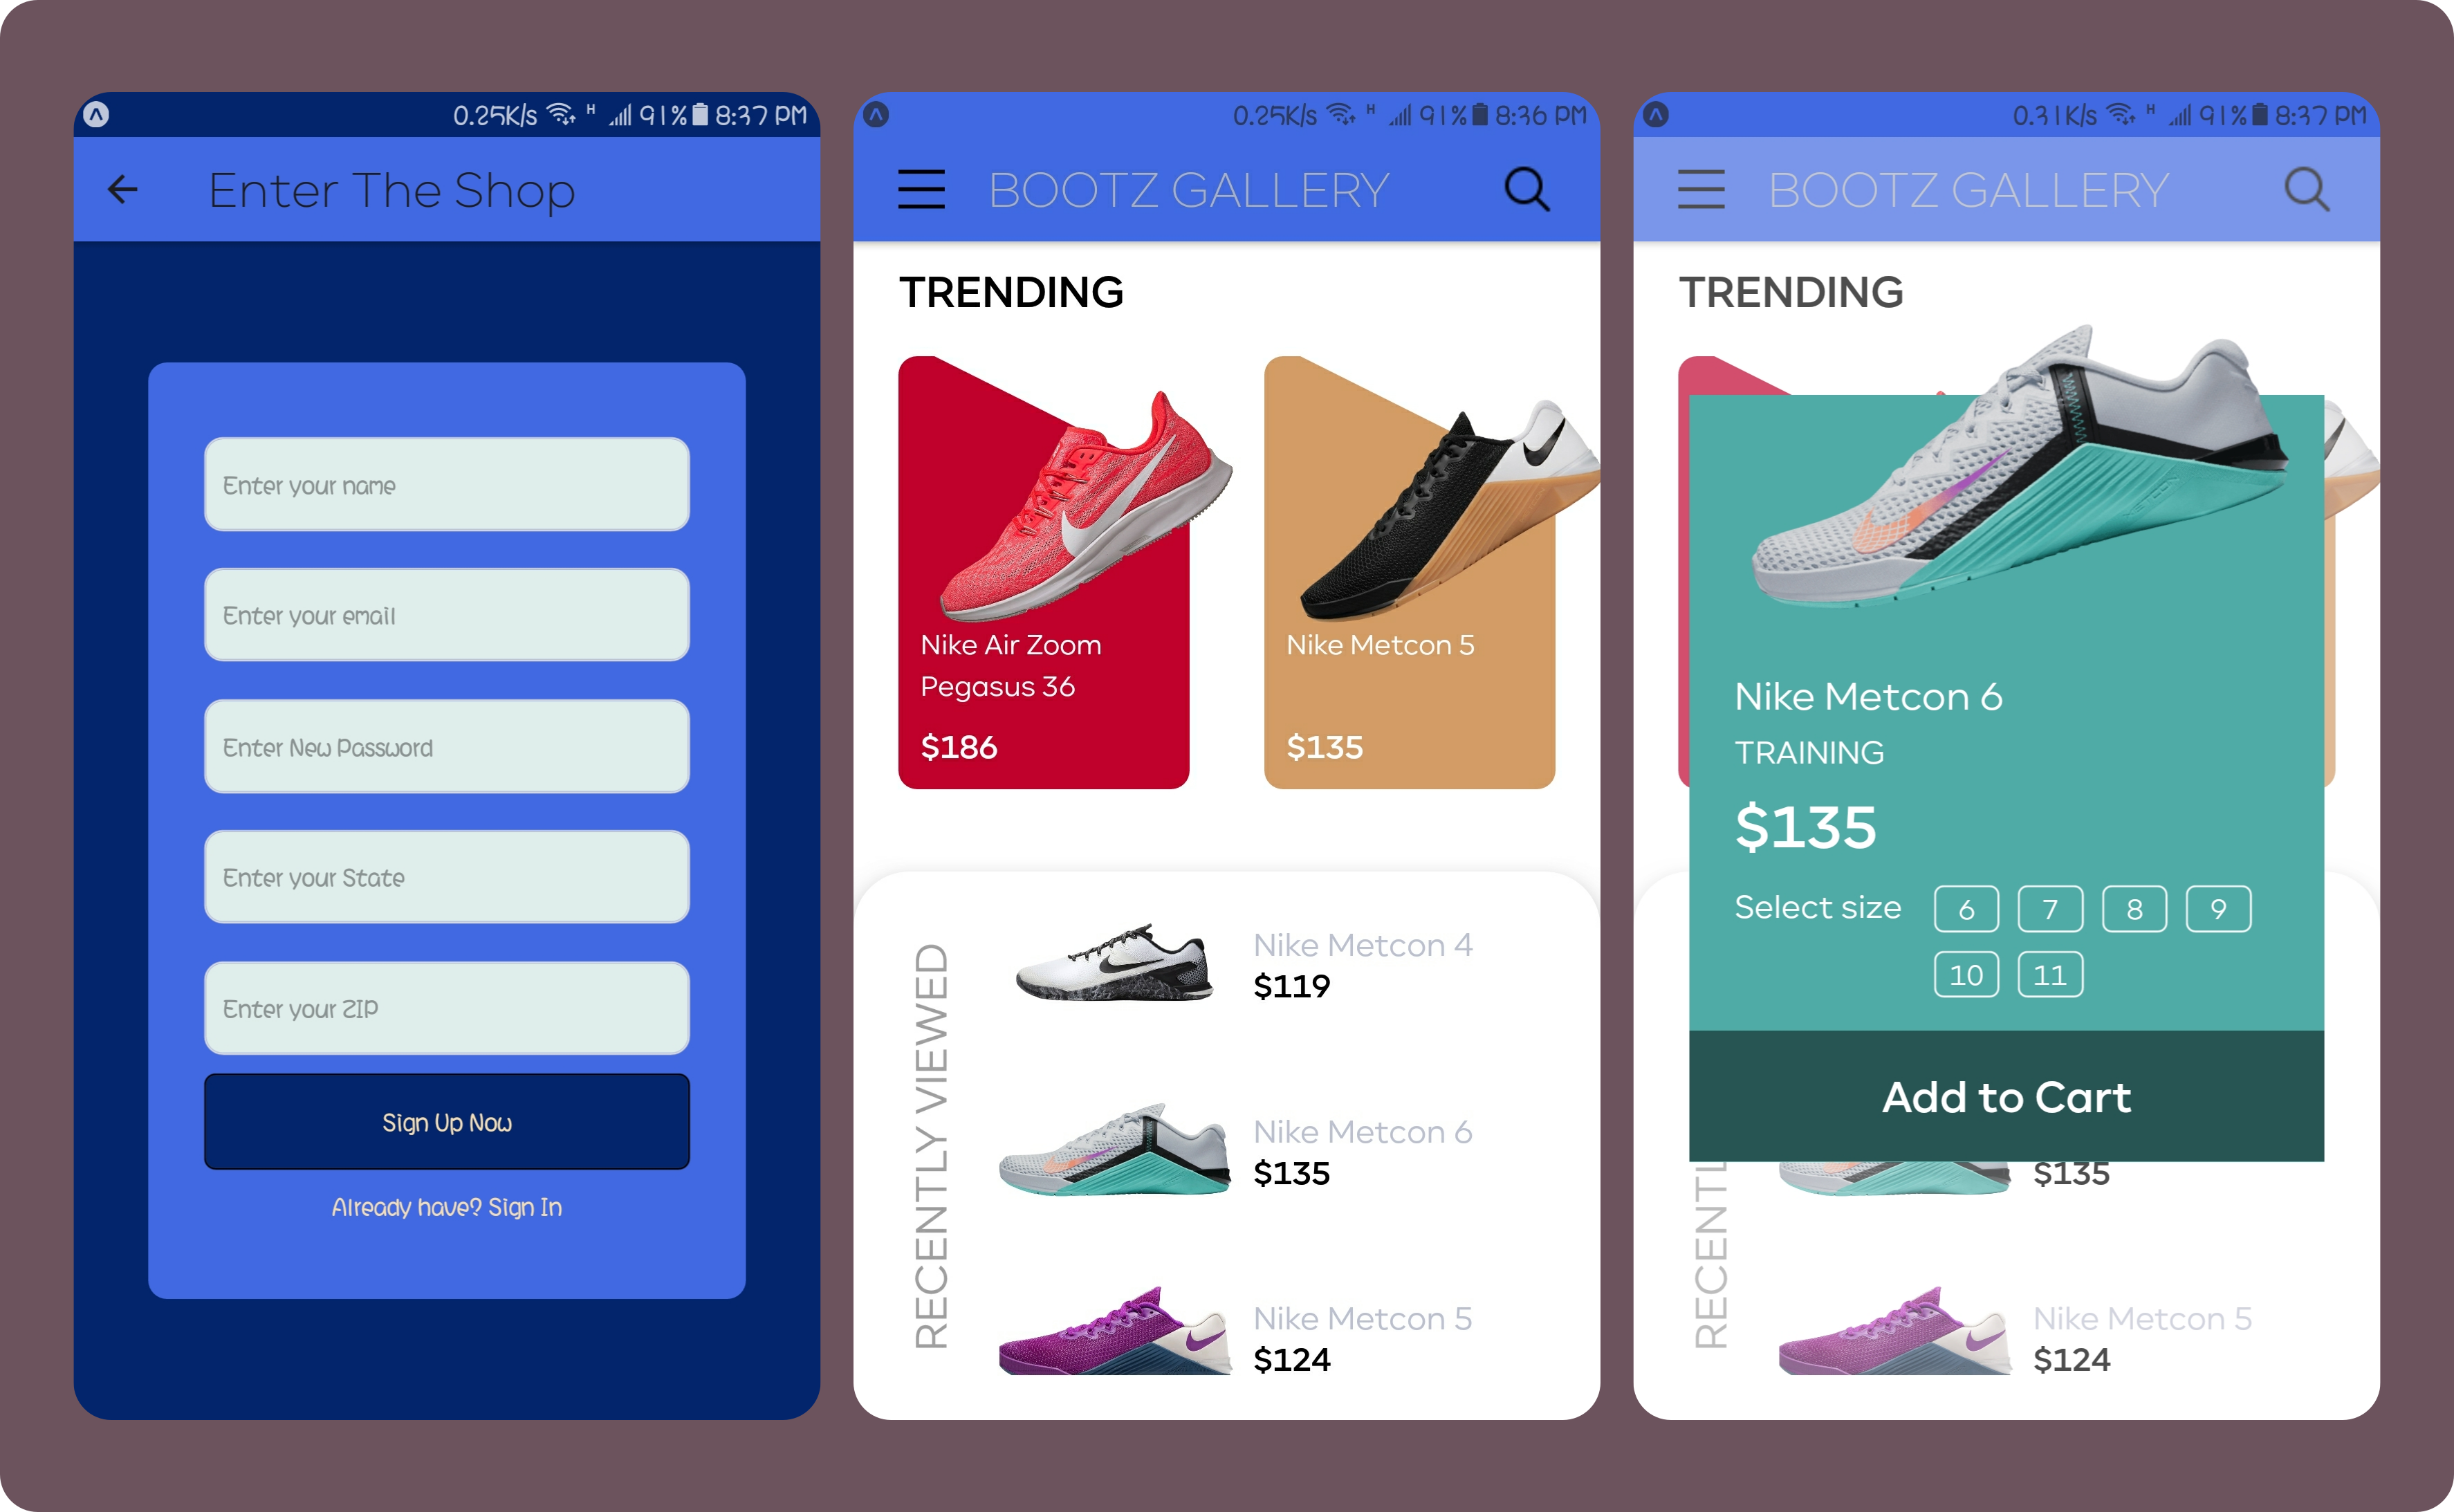 0.25K/s H 91% 8:37 PM
Enter The Shop
Enter your name
Enter your email
Enter New Password
Enter your State
Enter your ZIP
Sign Up Now
Already have? Sign In
0.25K/s H 91% 8:36 PM
BOOTZ GALLERY
TRENDING
Nike Air Zoom
Pegasus 36
$186
Nike Metcon 5
$135
RECENTLY VIEWED
Nike Metcon 4
$119
Nike Metcon 6
$135
Nike Metcon 5
$124
0.31K/s H 91% 8:37 PM
BOOTZ GALLERY
TRENDING
Nike Metcon 6
TRAINING
$135
Select size 6 7 8 9
10 11
Add to Cart
RECENTL
$135
Nike Metcon 5
$124